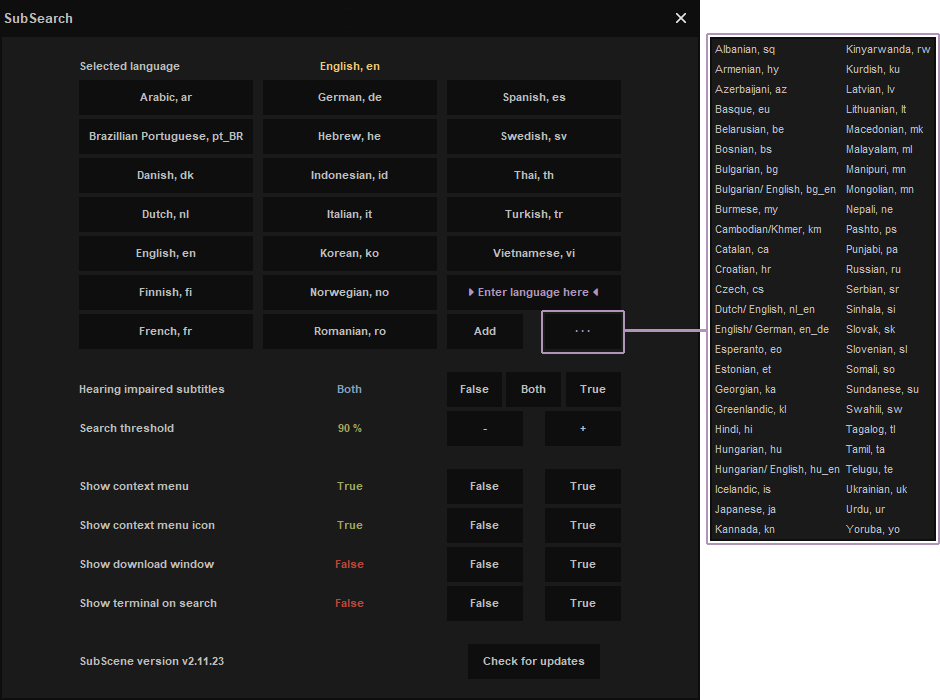 SubSearch ✕
Selected language English, en
Arabic, ar German, de Spanish, es
Brazillian Portuguese, pt_BR Hebrew, he Swedish, sv
Danish, dk Indonesian, id Thai, th
Dutch, nl Italian, it Turkish, tr
English, en Korean, ko Vietnamese, vi
Finnish, fi Norwegian, no Enter language here
French, fr Romanian, ro Add ...
Hearing impaired subtitles Both False Both True
Search threshold 90 % - +
Show context menu True False True
Show context menu icon True False True
Show download window False False True
Show terminal on search False False True
SubScene version v2.11.23 Check for updates
Albanian, sq
Armenian, hy
Azerbaijani, az
Basque, eu
Belarusian, be
Bosnian, bs
Bulgarian, bg
Bulgarian/ English, bg_en
Burmese, my
Cambodian/Khmer, km
Catalan, ca
Croatian, hr
Czech, cs
Dutch/ English, nl_en
English/ German, en_de
Esperanto, eo
Estonian, et
Georgian, ka
Greenlandic, kl
Hindi, hi
Hungarian, hu
Hungarian/ English, hu_en
Icelandic, is
Japanese, ja
Kannada, kn
Kinyarwanda, rw
Kurdish, ku
Latvian, lv
Lithuanian, lt
Macedonian, mk
Malayalam, ml
Manipuri, mn
Mongolian, mn
Nepali, ne
Pashto, ps
Punjabi, pa
Russian, ru
Serbian, sr
Sinhala, si
Slovak, sk
Slovenian, sl
Somali, so
Sundanese, su
Swahili, sw
Tagalog, tl
Tamil, ta
Telugu, te
Ukrainian, uk
Urdu, ur
Yoruba, yo